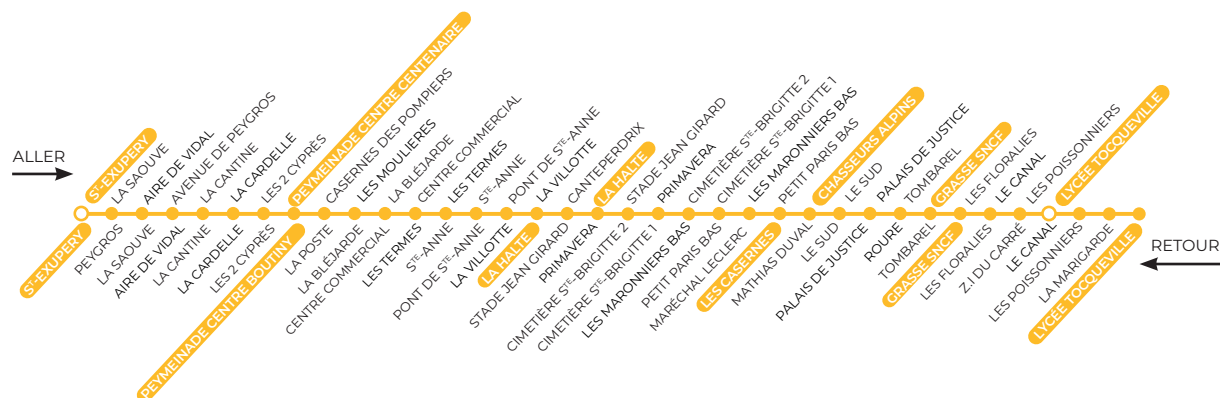 ALLER
Sᵀ-EXUPERY
LA SAOUVE
AIRE DE VIDAL
AVENUE DE PEYGROS
LA CANTINE
LA CARDELLE
LES 2 CYPRÈS
PEYMEINADE CENTRE CENTENAIRE
CASERNES DES POMPIERS
LES MOULIERES
LA BLÉJARDE
CENTRE COMMERCIAL
LES TERMES
Sᵀᴱ-ANNE
PONT DE Sᵀᴱ-ANNE
LA VILLOTTE
CANTEPERDRIX
LA HALTE
STADE JEAN GIRARD
PRIMAVERA
CIMETIÈRE Sᵀᴱ-BRIGITTE 2
CIMETIÈRE Sᵀᴱ-BRIGITTE 1
LES MARONNIERS BAS
PETIT PARIS BAS
CHASSEURS ALPINS
LE SUD
PALAIS DE JUSTICE
TOMBAREL
GRASSE SNCF
LES FLORALIES
LE CANAL
LES POISSONNIERS
LYCÉE TOCQUEVILLE
Sᵀ-EXUPERY
PEYGROS
LA SAOUVE
AIRE DE VIDAL
LA CANTINE
LA CARDELLE
LES 2 CYPRÈS
PEYMEINADE CENTRE BOUTINY
LA POSTE
LA BLÉJARDE
CENTRE COMMERCIAL
LES TERMES
Sᵀᴱ-ANNE
PONT DE Sᵀᴱ-ANNE
LA VILLOTTE
LA HALTE
STADE JEAN GIRARD
PRIMAVERA
CIMETIÈRE Sᵀᴱ-BRIGITTE 2
CIMETIÈRE Sᵀᴱ-BRIGITTE 1
LES MARONNIERS BAS
PETIT PARIS BAS
MARÉCHAL LECLERC
LES CASERNES
MATHIAS DUVAL
LE SUD
PALAIS DE JUSTICE
ROURE
TOMBAREL
GRASSE SNCF
LES FLORALIES
Z.I DU CARRÉ
LE CANAL
LES POISSONNIERS
LA MARIGARDE
LYCÉE TOCQUEVILLE
RETOUR